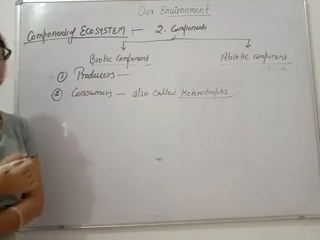 Our Environment
Components of ECOSYSTEM :- 2 - Components
Biotic Component Abiotic Component
① Producers —
② Consumers — also called Heterotrophs